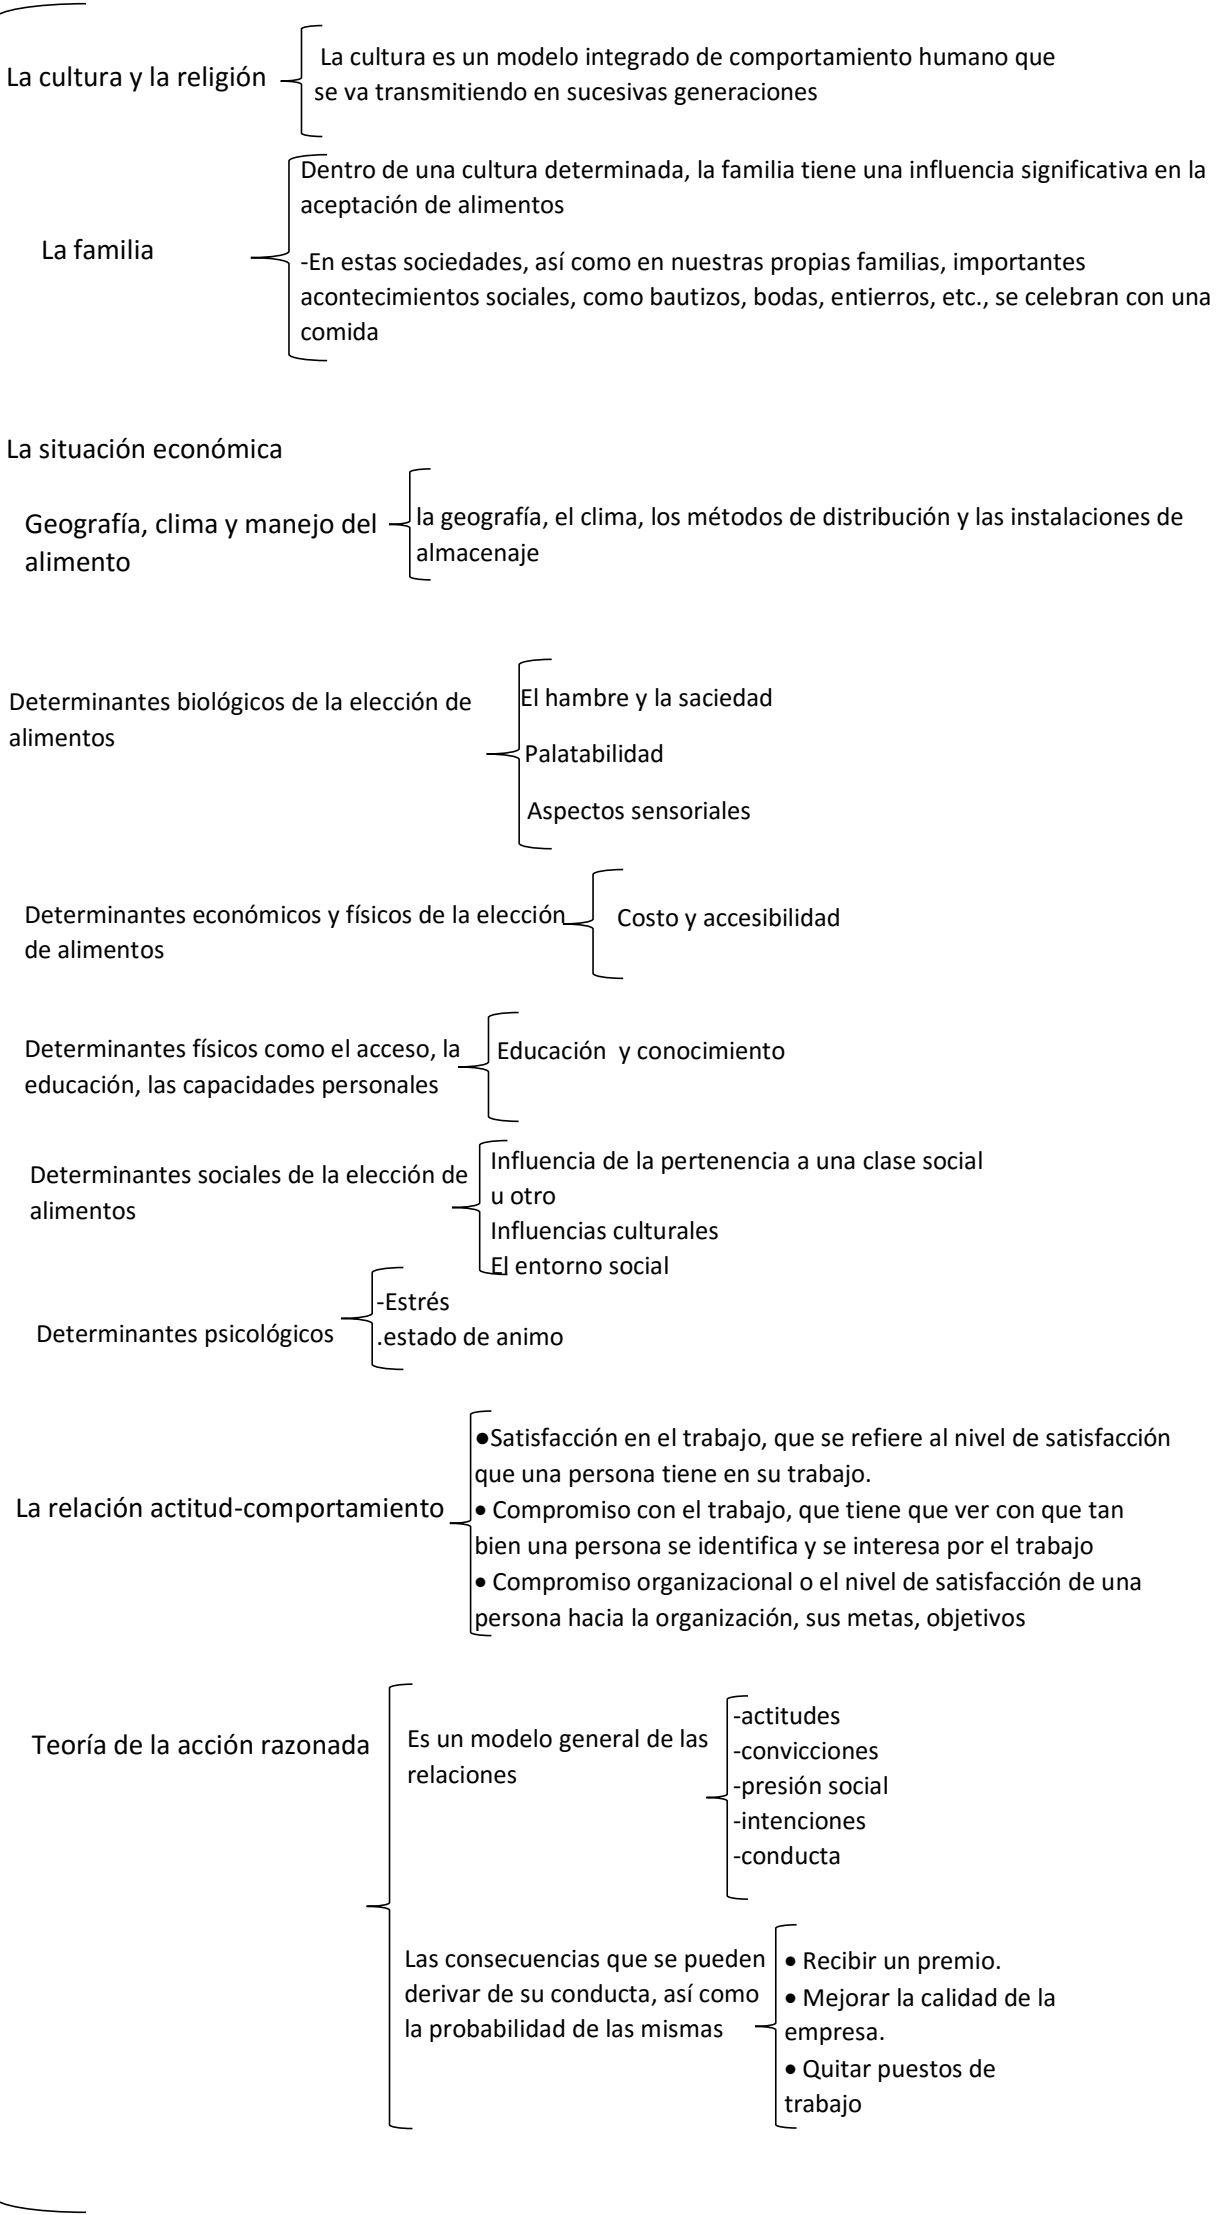 La cultura y la religión
La cultura es un modelo integrado de comportamiento humano que
se va transmitiendo en sucesivas generaciones
La familia
Dentro de una cultura determinada, la familia tiene una influencia significativa en la
aceptación de alimentos
-En estas sociedades, así como en nuestras propias familias, importantes
acontecimientos sociales, como bautizos, bodas, entierros, etc., se celebran con una
comida
La situación económica
Geografía, clima y manejo del
alimento
la geografía, el clima, los métodos de distribución y las instalaciones de
almacenaje
Determinantes biológicos de la elección de
alimentos
El hambre y la saciedad
Palatabilidad
Aspectos sensoriales
Determinantes económicos y físicos de la elección
de alimentos
Costo y accesibilidad
Determinantes físicos como el acceso, la
educación, las capacidades personales
Educación  y conocimiento
Determinantes sociales de la elección de
alimentos
Influencia de la pertenencia a una clase social
u otro
Influencias culturales
El entorno social
Determinantes psicológicos
-Estrés
.estado de animo
La relación actitud-comportamiento
●Satisfacción en el trabajo, que se refiere al nivel de satisfacción
que una persona tiene en su trabajo.
• Compromiso con el trabajo, que tiene que ver con que tan
bien una persona se identifica y se interesa por el trabajo
• Compromiso organizacional o el nivel de satisfacción de una
persona hacia la organización, sus metas, objetivos
Teoría de la acción razonada
Es un modelo general de las
relaciones
-actitudes
-convicciones
-presión social
-intenciones
-conducta
Las consecuencias que se pueden
derivar de su conducta, así como
la probabilidad de las mismas
• Recibir un premio.
• Mejorar la calidad de la
empresa.
• Quitar puestos de
trabajo